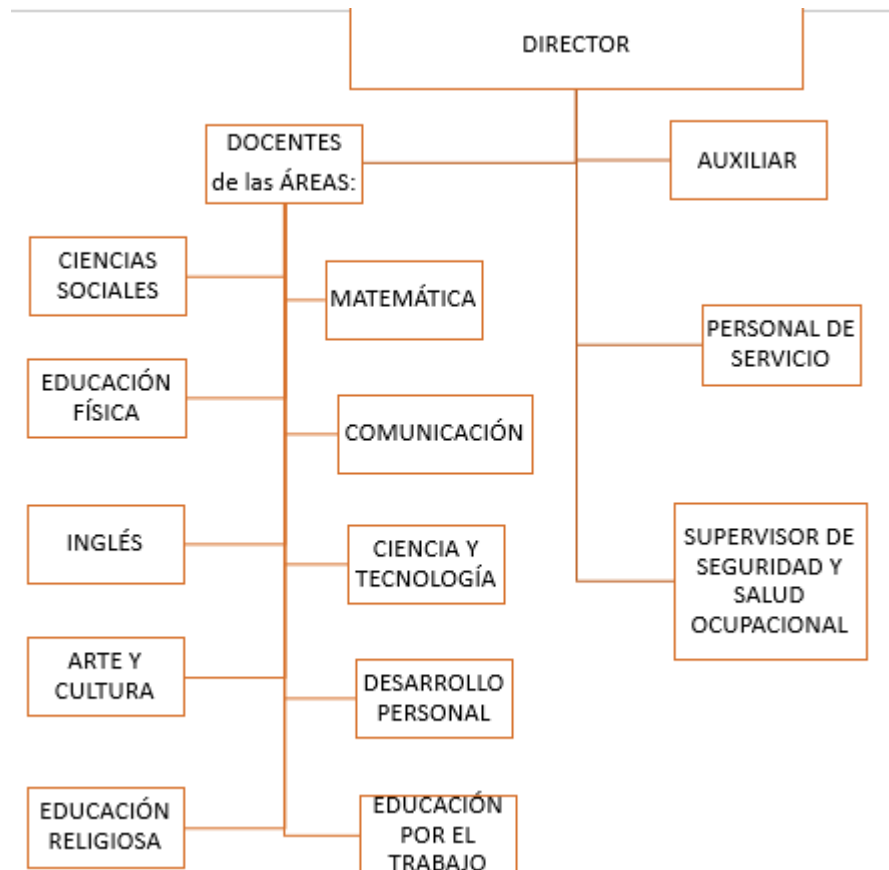 DIRECTOR
DOCENTES
de las ÁREAS:
AUXILIAR
CIENCIAS
SOCIALES
MATEMÁTICA
PERSONAL DE
SERVICIO
EDUCACIÓN
FÍSICA
COMUNICACIÓN
INGLÉS
CIENCIA Y
TECNOLOGÍA
SUPERVISOR DE
SEGURIDAD Y
SALUD
OCUPACIONAL
ARTE Y
CULTURA
DESARROLLO
PERSONAL
EDUCACIÓN
RELIGIOSA
EDUCACIÓN
POR EL
TRABAJO